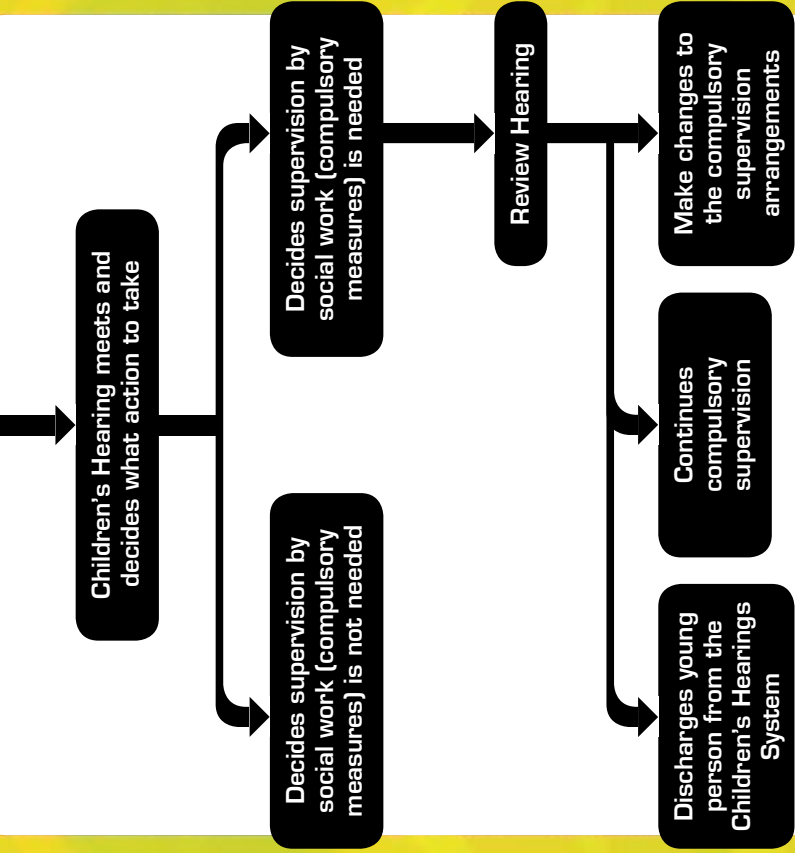 Children's Hearing meets and
decides what action to take
Decides supervision by
social work (compulsory
measures) is not needed
Decides supervision by
social work (compulsory
measures) is needed
Review Hearing
Discharges young
person from the
Children's Hearings
System
Continues
compulsory
supervision
Make changes to
the compulsory
supervision
arrangements